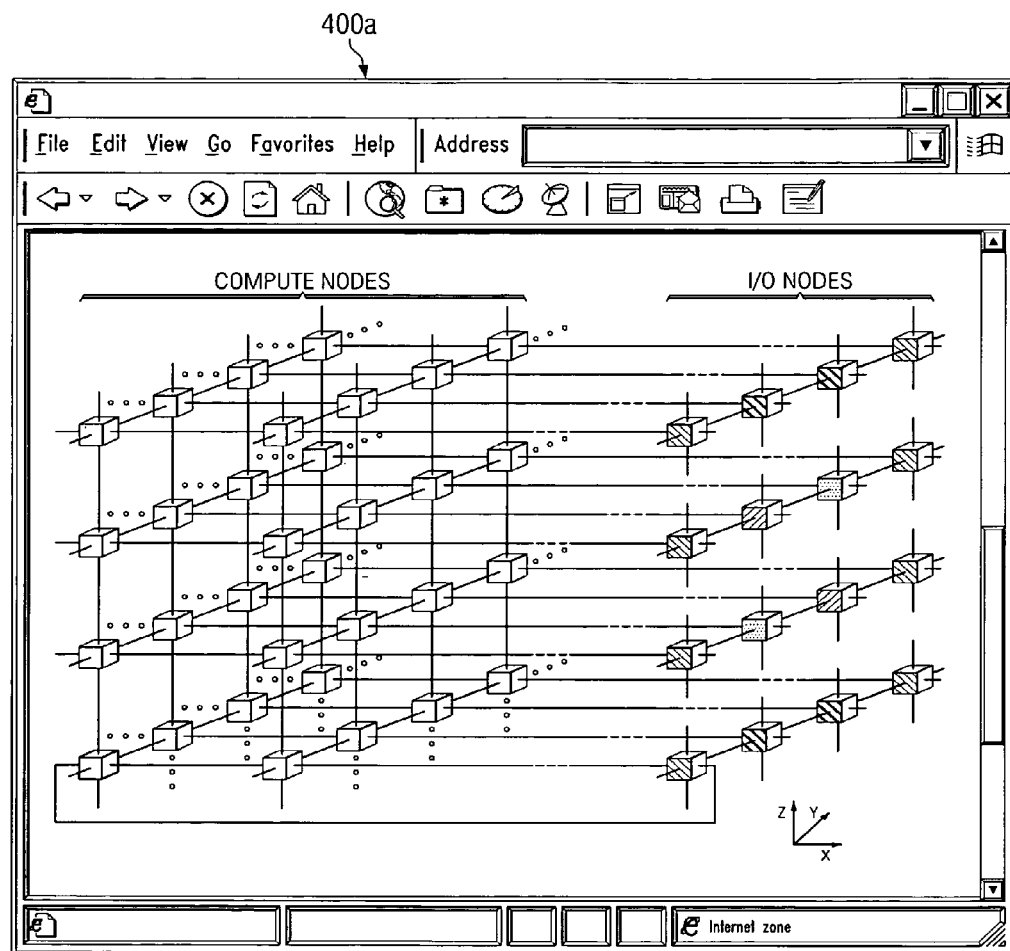 400a
File Edit View Go Favorites Help Address
COMPUTE NODES I/O NODES
Z Y
X
Internet zone